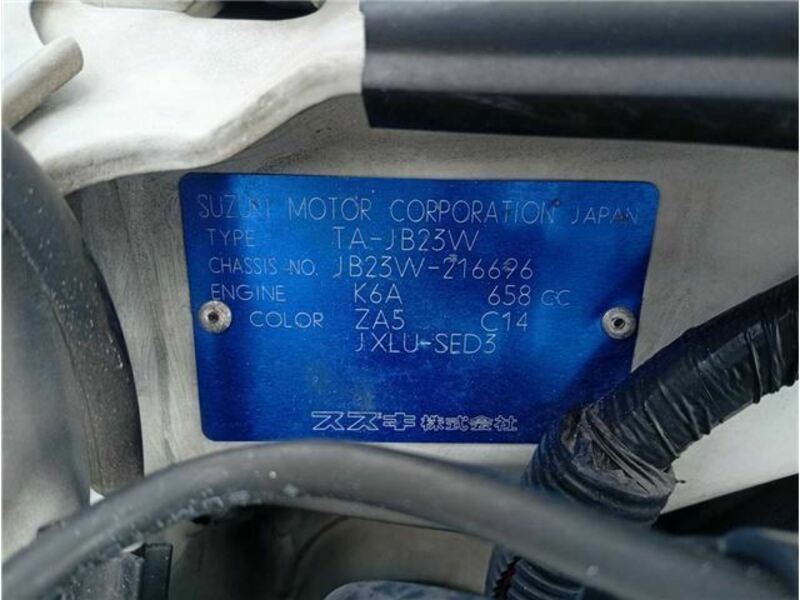 SUZUKI MOTOR CORPORATION JAPAN
TYPE TA-JB23W
CHASSIS NO. JB23W-216696
ENGINE K6A 658 CC
COLOR ZA5 C14
JXLU-SED3
スズキ株式会社